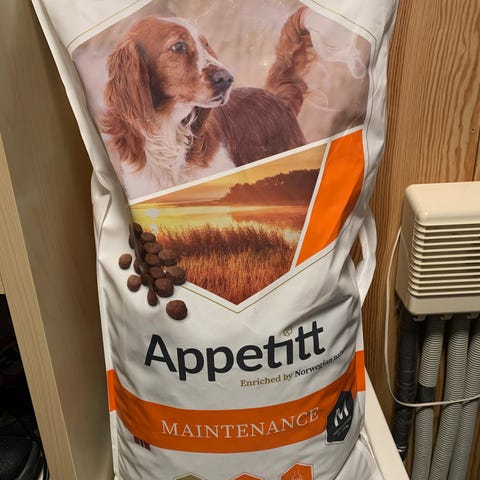 Appetitt
Enriched by Norwegian
MAINTENANCE
M